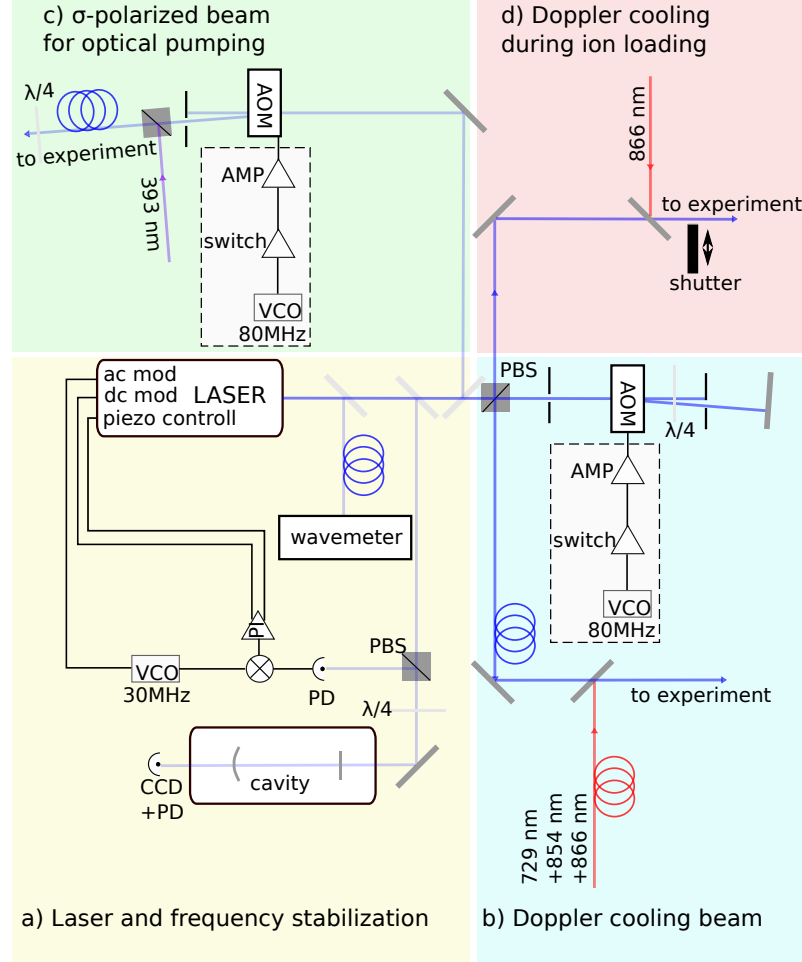 c) σ-polarized beam
for optical pumping
λ/4
to experiment
393 nm
AOM
AMP
switch
VCO
80MHz
d) Doppler cooling
during ion loading
866 nm
to experiment
shutter
ac mod
dc mod
piezo controll
LASER
wavemeter
PI
VCO
30MHz
PD
PBS
λ/4
cavity
CCD
+PD
a) Laser and frequency stabilization
PBS
AOM
λ/4
AMP
switch
VCO
80MHz
to experiment
729 nm
+854 nm
+866 nm
b) Doppler cooling beam